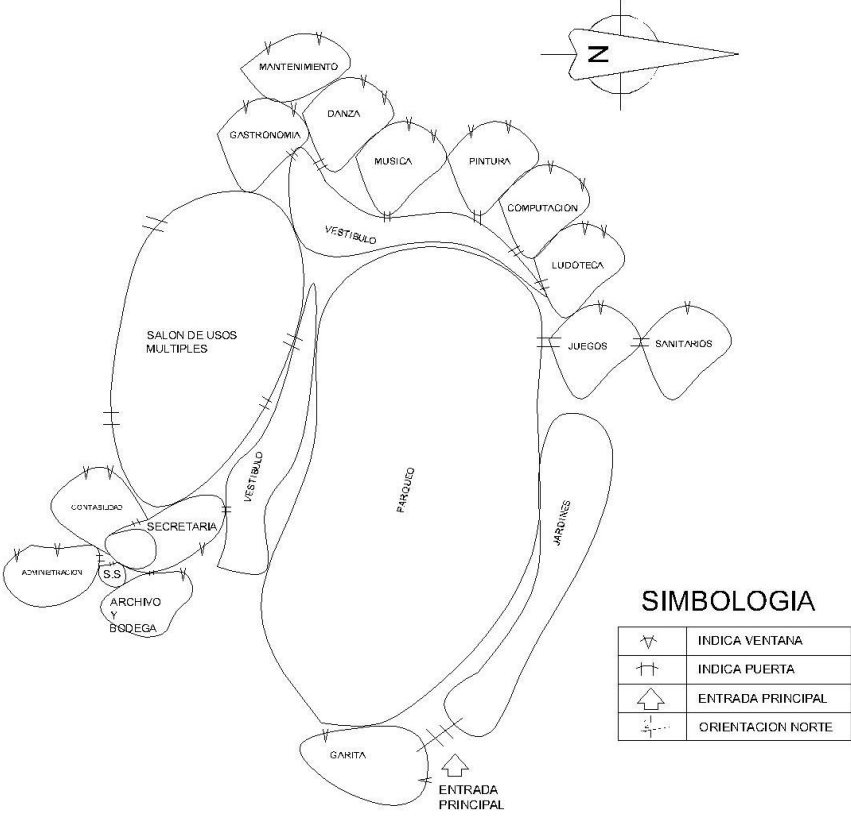 N
MANTENIMIENTO
DANZA
GASTRONOMIA
MUSICA
PINTURA
COMPUTACION
VESTIBULO
LUDOTECA
SALON DE USOS
MULTIPLES
JUEGOS
SANITARIOS
VESTIBULO
PARQUEO
JARDINES
CONTABILIDAD
SECRETARIA
ADMINISTRACION
S.S
ARCHIVO
Y
BODEGA
GARITA
ENTRADA
PRINCIPAL
SIMBOLOGIA
INDICA VENTANA
INDICA PUERTA
ENTRADA PRINCIPAL
ORIENTACION NORTE